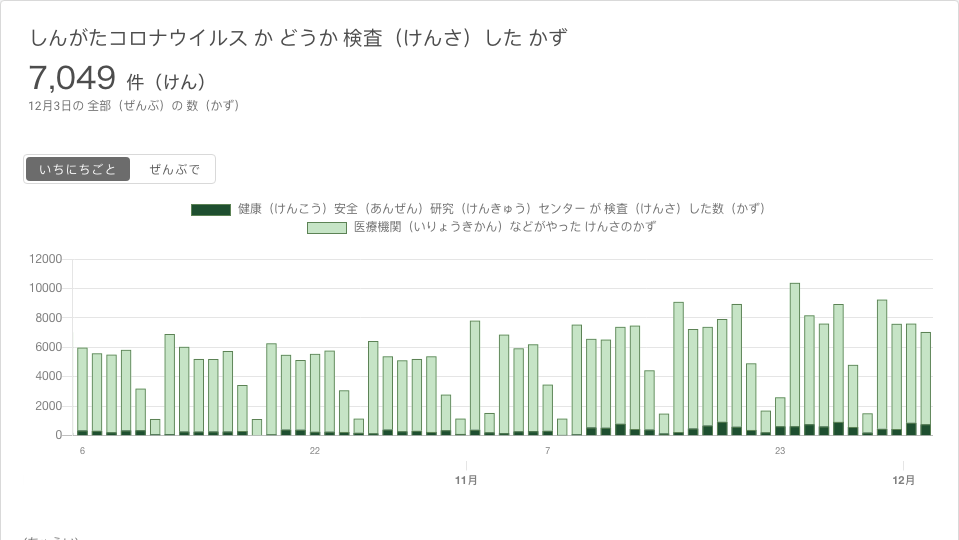 しんがたコロナウイルス か どうか 検査（けんさ）した かず
7,049 件（けん）
12月3日の 全部（ぜんぶ）の 数（かず）
いちにちごと ぜんぶで
健康（けんこう）安全（あんぜん）研究（けんきゅう）センター が 検査（けんさ）した数（かず）
医療機関（いりょうきかん）などがやった けんさのかず
12000
10000
8000
6000
4000
2000
0
6 22 7 23
11月 12月